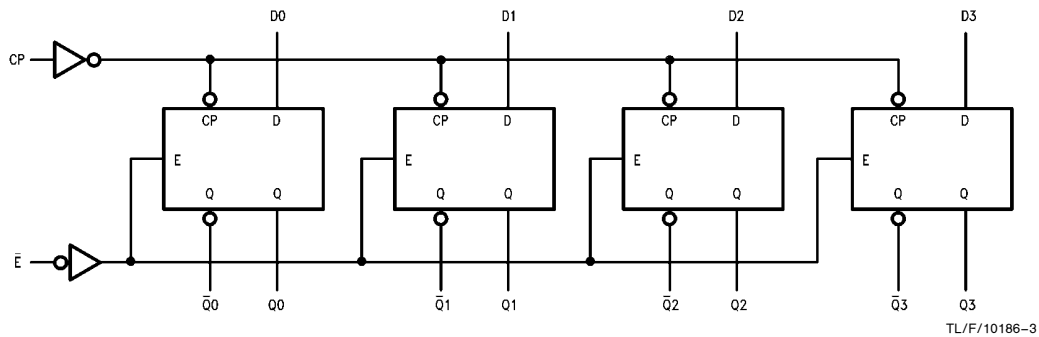 D0 D1 D2 D3
CP
CP D CP D CP D CP D
E E E E
Q Q Q Q Q Q Q Q
E̅
Q̅0 Q0 Q̅1 Q1 Q̅2 Q2 Q̅3 Q3
TL/F/10186–3